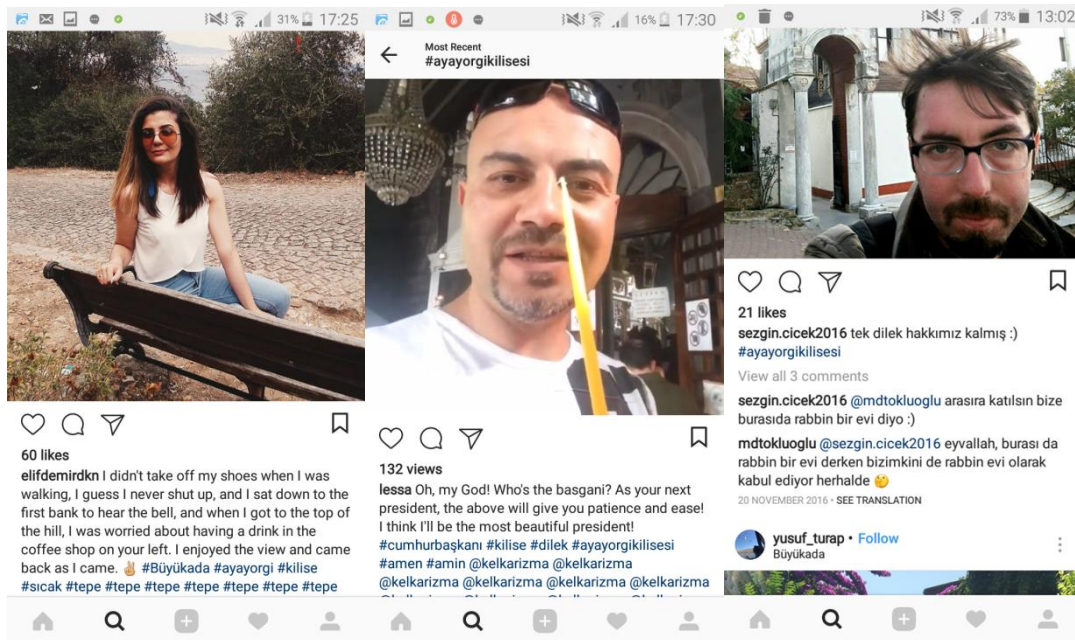 31% 17:25
60 likes
elifdemirdkn I didn't take off my shoes when I was
walking, I guess I never shut up, and I sat down to the
first bank to hear the bell, and when I got to the top of
the hill, I was worried about having a drink in the
coffee shop on your left. I enjoyed the view and came
back as I came. ✌🏼 #Büyükada #ayayorgi #kilise
#sıcak #tepe #tepe #tepe #tepe #tepe #tepe
16% 17:30
Most Recent
#ayayorgikilisesi
132 views
lessa Oh, my God! Who's the basgani? As your next
president, the above will give you patience and ease!
I think I'll be the most beautiful president!
#cumhurbaşkanı #kilise #dilek #ayayorgikilisesi
#amen #amin @kelkarizma @kelkarizma
@kelkarizma @kelkarizma @kelkarizma @kelkarizma
73% 13:02
21 likes
sezgin.cicek2016 tek dilek hakkımız kalmış :)
#ayayorgikilisesi
View all 3 comments
sezgin.cicek2016 @mdtokluoglu arasıra katılsın bize
burasıda rabbin bir evi diyo :)
mdtokluoglu @sezgin.cicek2016 eyvallah, burası da
rabbin bir evi derken bizimkini de rabbin evi olarak
kabul ediyor herhalde 🤔
20 NOVEMBER 2016 • SEE TRANSLATION
yusuf_turap • Follow
Büyükada